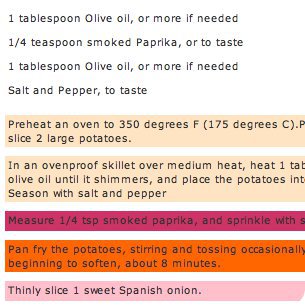 1 tablespoon Olive oil, or more if needed
1/4 teaspoon smoked Paprika, or to taste
1 tablespoon Olive oil, or more if needed
Salt and Pepper, to taste
Preheat an oven to 350 degrees F (175 degrees C).P
slice 2 large potatoes.
In an ovenproof skillet over medium heat, heat 1 tab
olive oil until it shimmers, and place the potatoes int
Season with salt and pepper
Measure 1/4 tsp smoked paprika, and sprinkle with s
Pan fry the potatoes, stirring and tossing occasionally
beginning to soften, about 8 minutes.
Thinly slice 1 sweet Spanish onion.